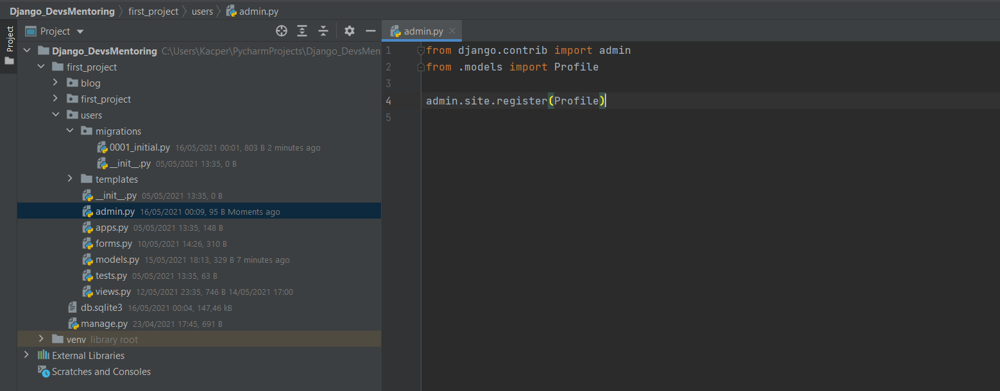 Django_DevsMentoring first_project users admin.py
Project
Project
admin.py
Django_DevsMentoring C:\Users\Kacper\PycharmProjects\Django_DevsMen
first_project
blog
first_project
users
migrations
0001_initial.py 16/05/2021 00:01, 803 B 2 minutes ago
__init__.py 05/05/2021 13:35, 0 B
templates
__init__.py 05/05/2021 13:35, 0 B
admin.py 16/05/2021 00:09, 95 B Moments ago
apps.py 05/05/2021 13:35, 148 B
forms.py 10/05/2021 14:26, 310 B
models.py 15/05/2021 18:13, 329 B 7 minutes ago
tests.py 05/05/2021 13:35, 63 B
views.py 12/05/2021 23:35, 746 B 14/05/2021 17:00
db.sqlite3 16/05/2021 00:04, 147,46 kB
manage.py 23/04/2021 17:45, 691 B
venv library root
External Libraries
Scratches and Consoles
1 from django.contrib import admin
2 from .models import Profile
3
4 admin.site.register(Profile)
5